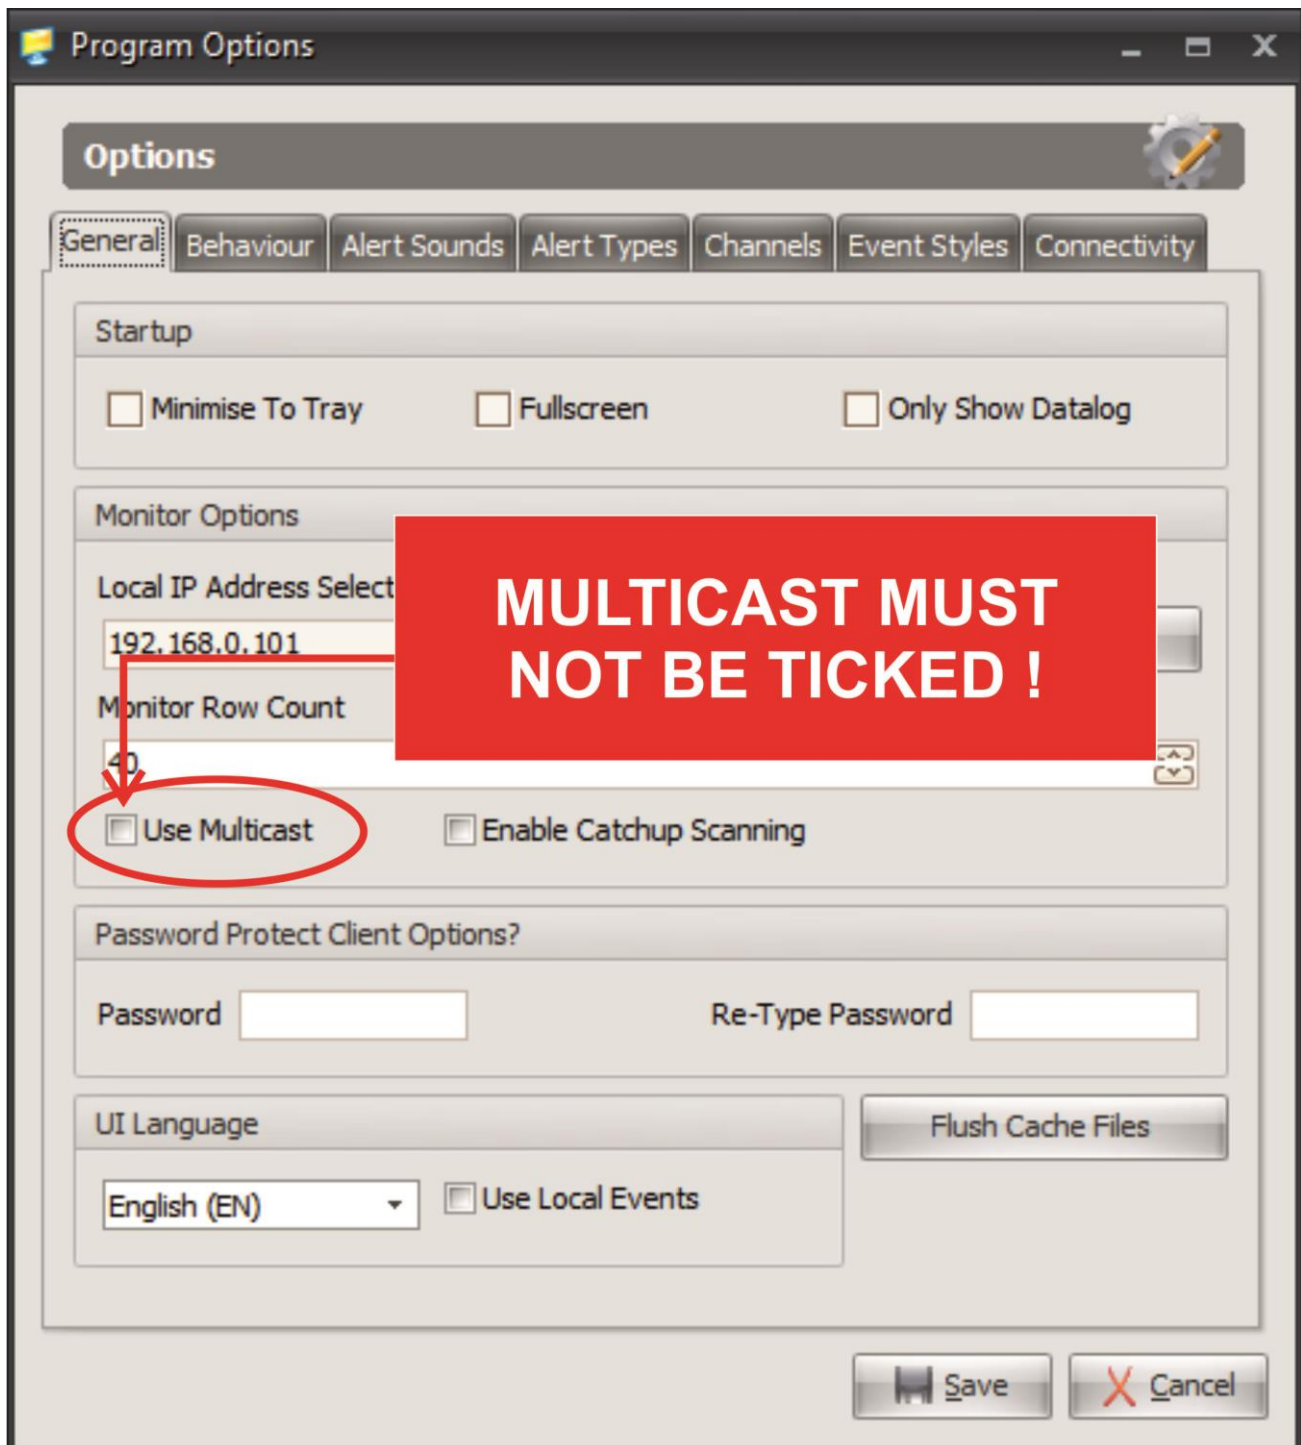 Program Options
Options
General Behaviour Alert Sounds Alert Types Channels Event Styles Connectivity
Startup
Minimise To Tray Fullscreen Only Show Datalog
Monitor Options
Local IP Address Select
MULTICAST MUST
NOT BE TICKED !
192.168.0.101
Monitor Row Count
40
Use Multicast Enable Catchup Scanning
Password Protect Client Options?
Password Re-Type Password
UI Language
Flush Cache Files
English (EN) Use Local Events
Save Cancel